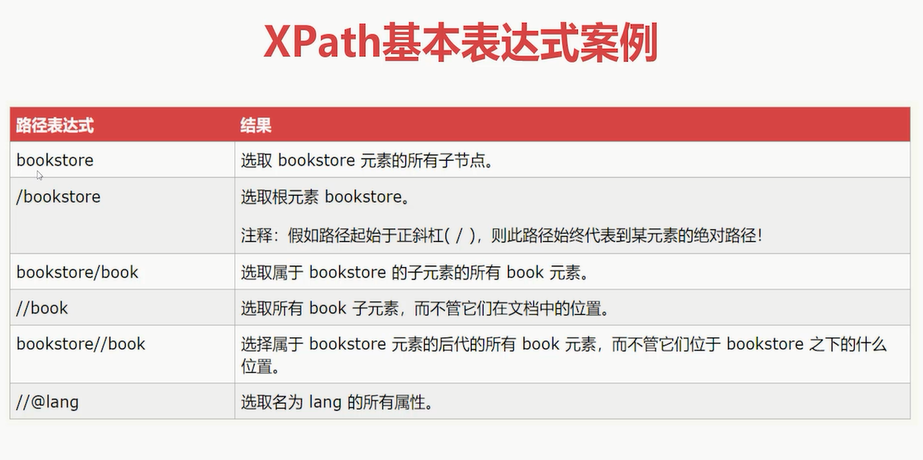 XPath基本表达式案例
路径表达式 结果
bookstore 选取 bookstore 元素的所有子节点。
/bookstore 选取根元素 bookstore。
注释：假如路径起始于正斜杠( / )，则此路径始终代表到某元素的绝对路径！
bookstore/book 选取属于 bookstore 的子元素的所有 book 元素。
//book 选取所有 book 子元素，而不管它们在文档中的位置。
bookstore//book 选择属于 bookstore 元素的后代的所有 book 元素，而不管它们位于 bookstore 之下的什么
位置。
//@lang 选取名为 lang 的所有属性。